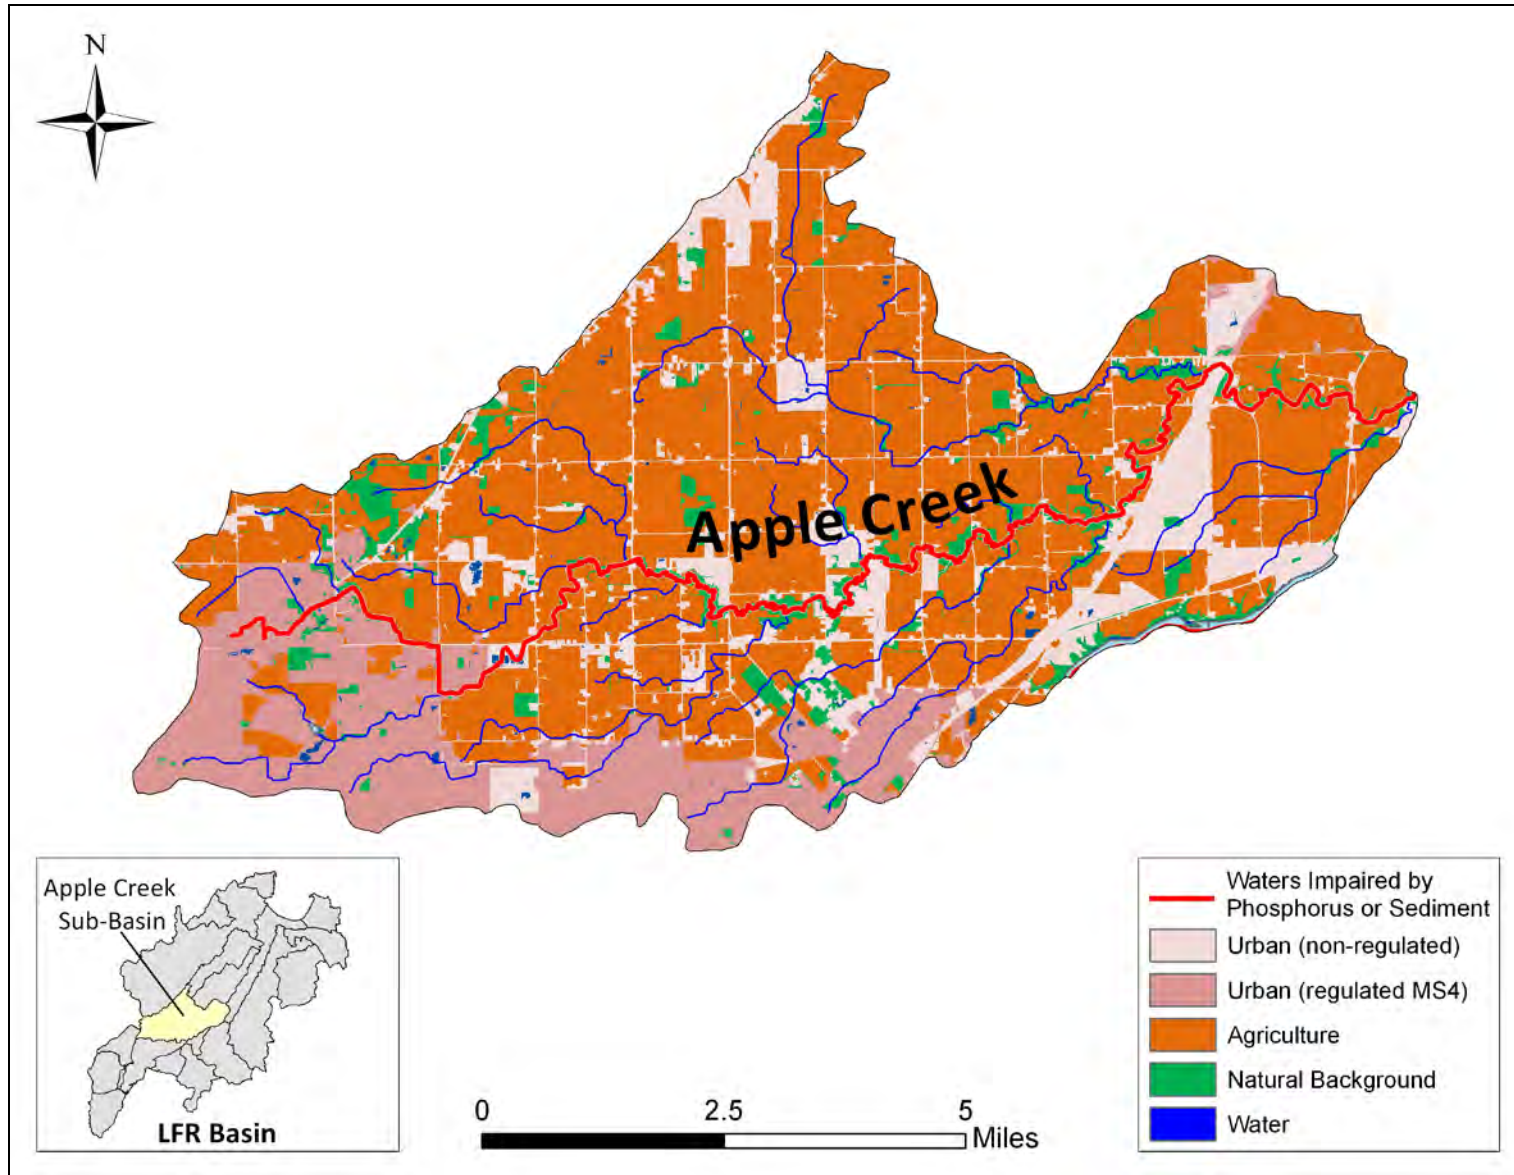 N
Apple Creek
Apple Creek
Sub-Basin
LFR Basin
0 2.5 5
Miles
Waters Impaired by
Phosphorus or Sediment
Urban (non-regulated)
Urban (regulated MS4)
Agriculture
Natural Background
Water